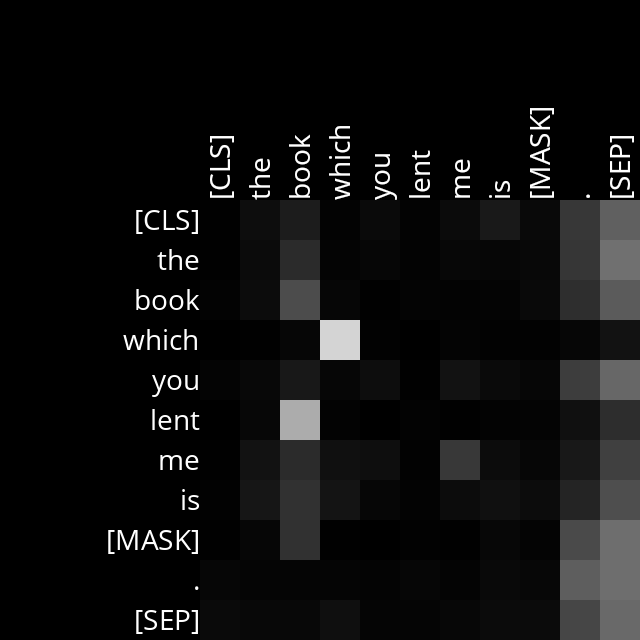 [CLS] the book which you lent me is [MASK] . [SEP]
[CLS]
the
book
which
you
lent
me
is
[MASK]
.
[SEP]